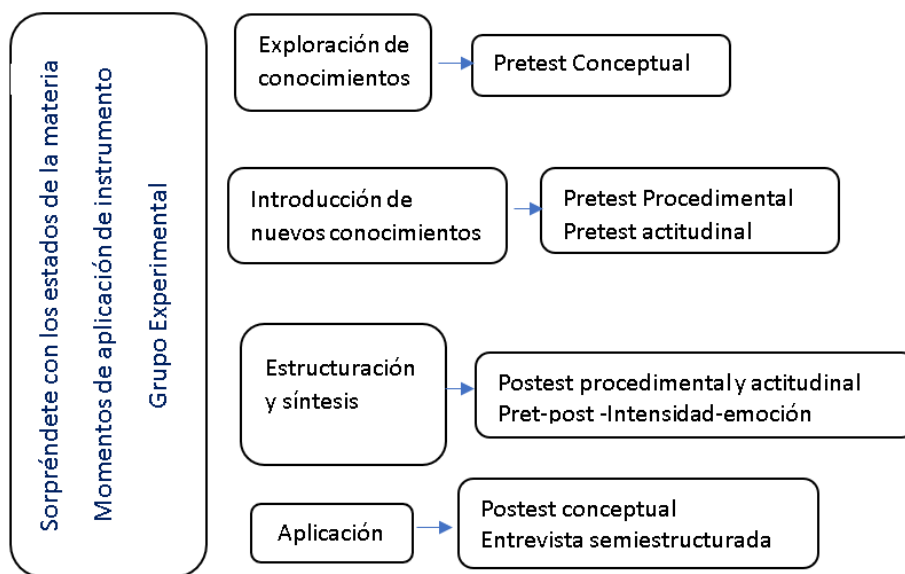 Sorpréndete con los estados de la materia
Momentos de aplicación de instrumento
Grupo Experimental
Exploración de
conocimientos
Pretest Conceptual
Introducción de
nuevos conocimientos
Pretest Procedimental
Pretest actitudinal
Estructuración
y síntesis
Postest procedimental y actitudinal
Pret-post -Intensidad-emoción
Aplicación
Postest conceptual
Entrevista semiestructurada